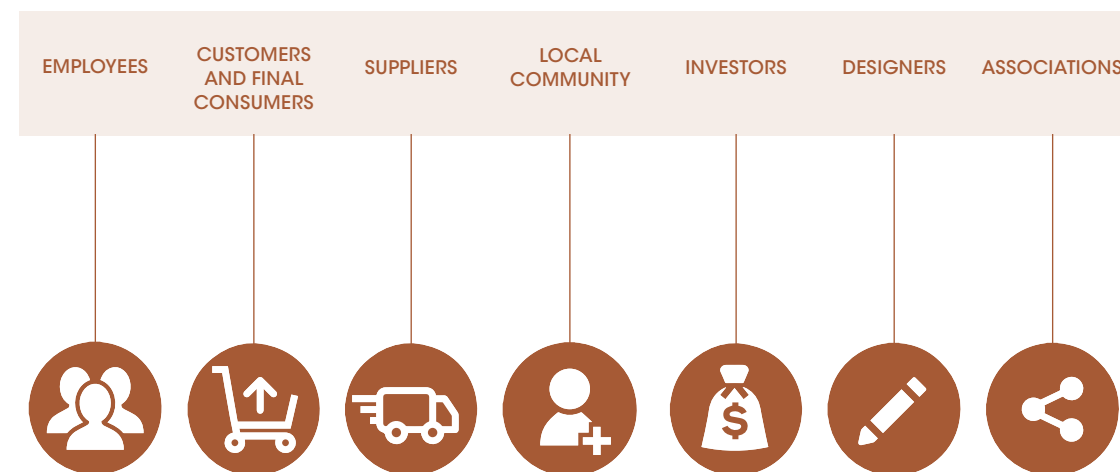 EMPLOYEES
CUSTOMERS
AND FINAL
CONSUMERS
SUPPLIERS
LOCAL
COMMUNITY
INVESTORS
DESIGNERS
ASSOCIATIONS
$